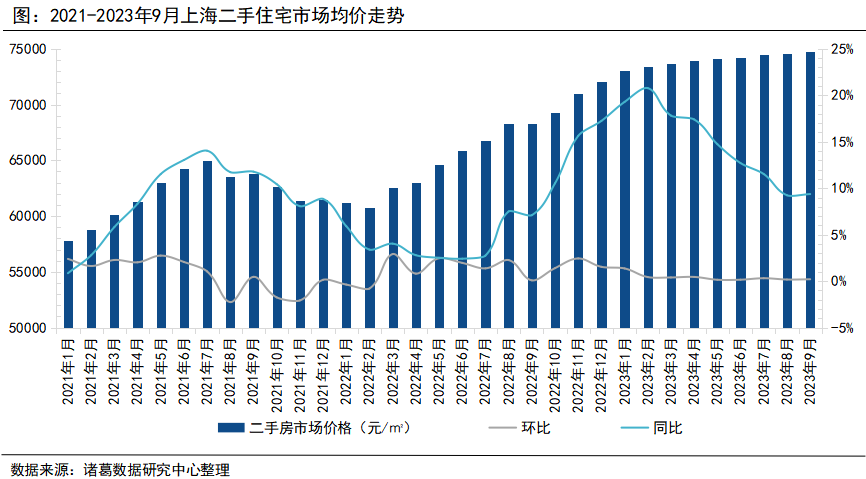 图：2021-2023年9月上海二手住宅市场均价走势
75000
70000
65000
60000
55000
50000
25%
20%
15%
10%
5%
0%
-5%
2021年1月
2021年2月
2021年3月
2021年4月
2021年5月
2021年6月
2021年7月
2021年8月
2021年9月
2021年10月
2021年11月
2021年12月
2022年1月
2022年2月
2022年3月
2022年4月
2022年5月
2022年6月
2022年7月
2022年8月
2022年9月
2022年10月
2022年11月
2022年12月
2023年1月
2023年2月
2023年3月
2023年4月
2023年5月
2023年6月
2023年7月
2023年8月
2023年9月
二手房市场价格（元/㎡） 环比 同比
数据来源：诸葛数据研究中心整理